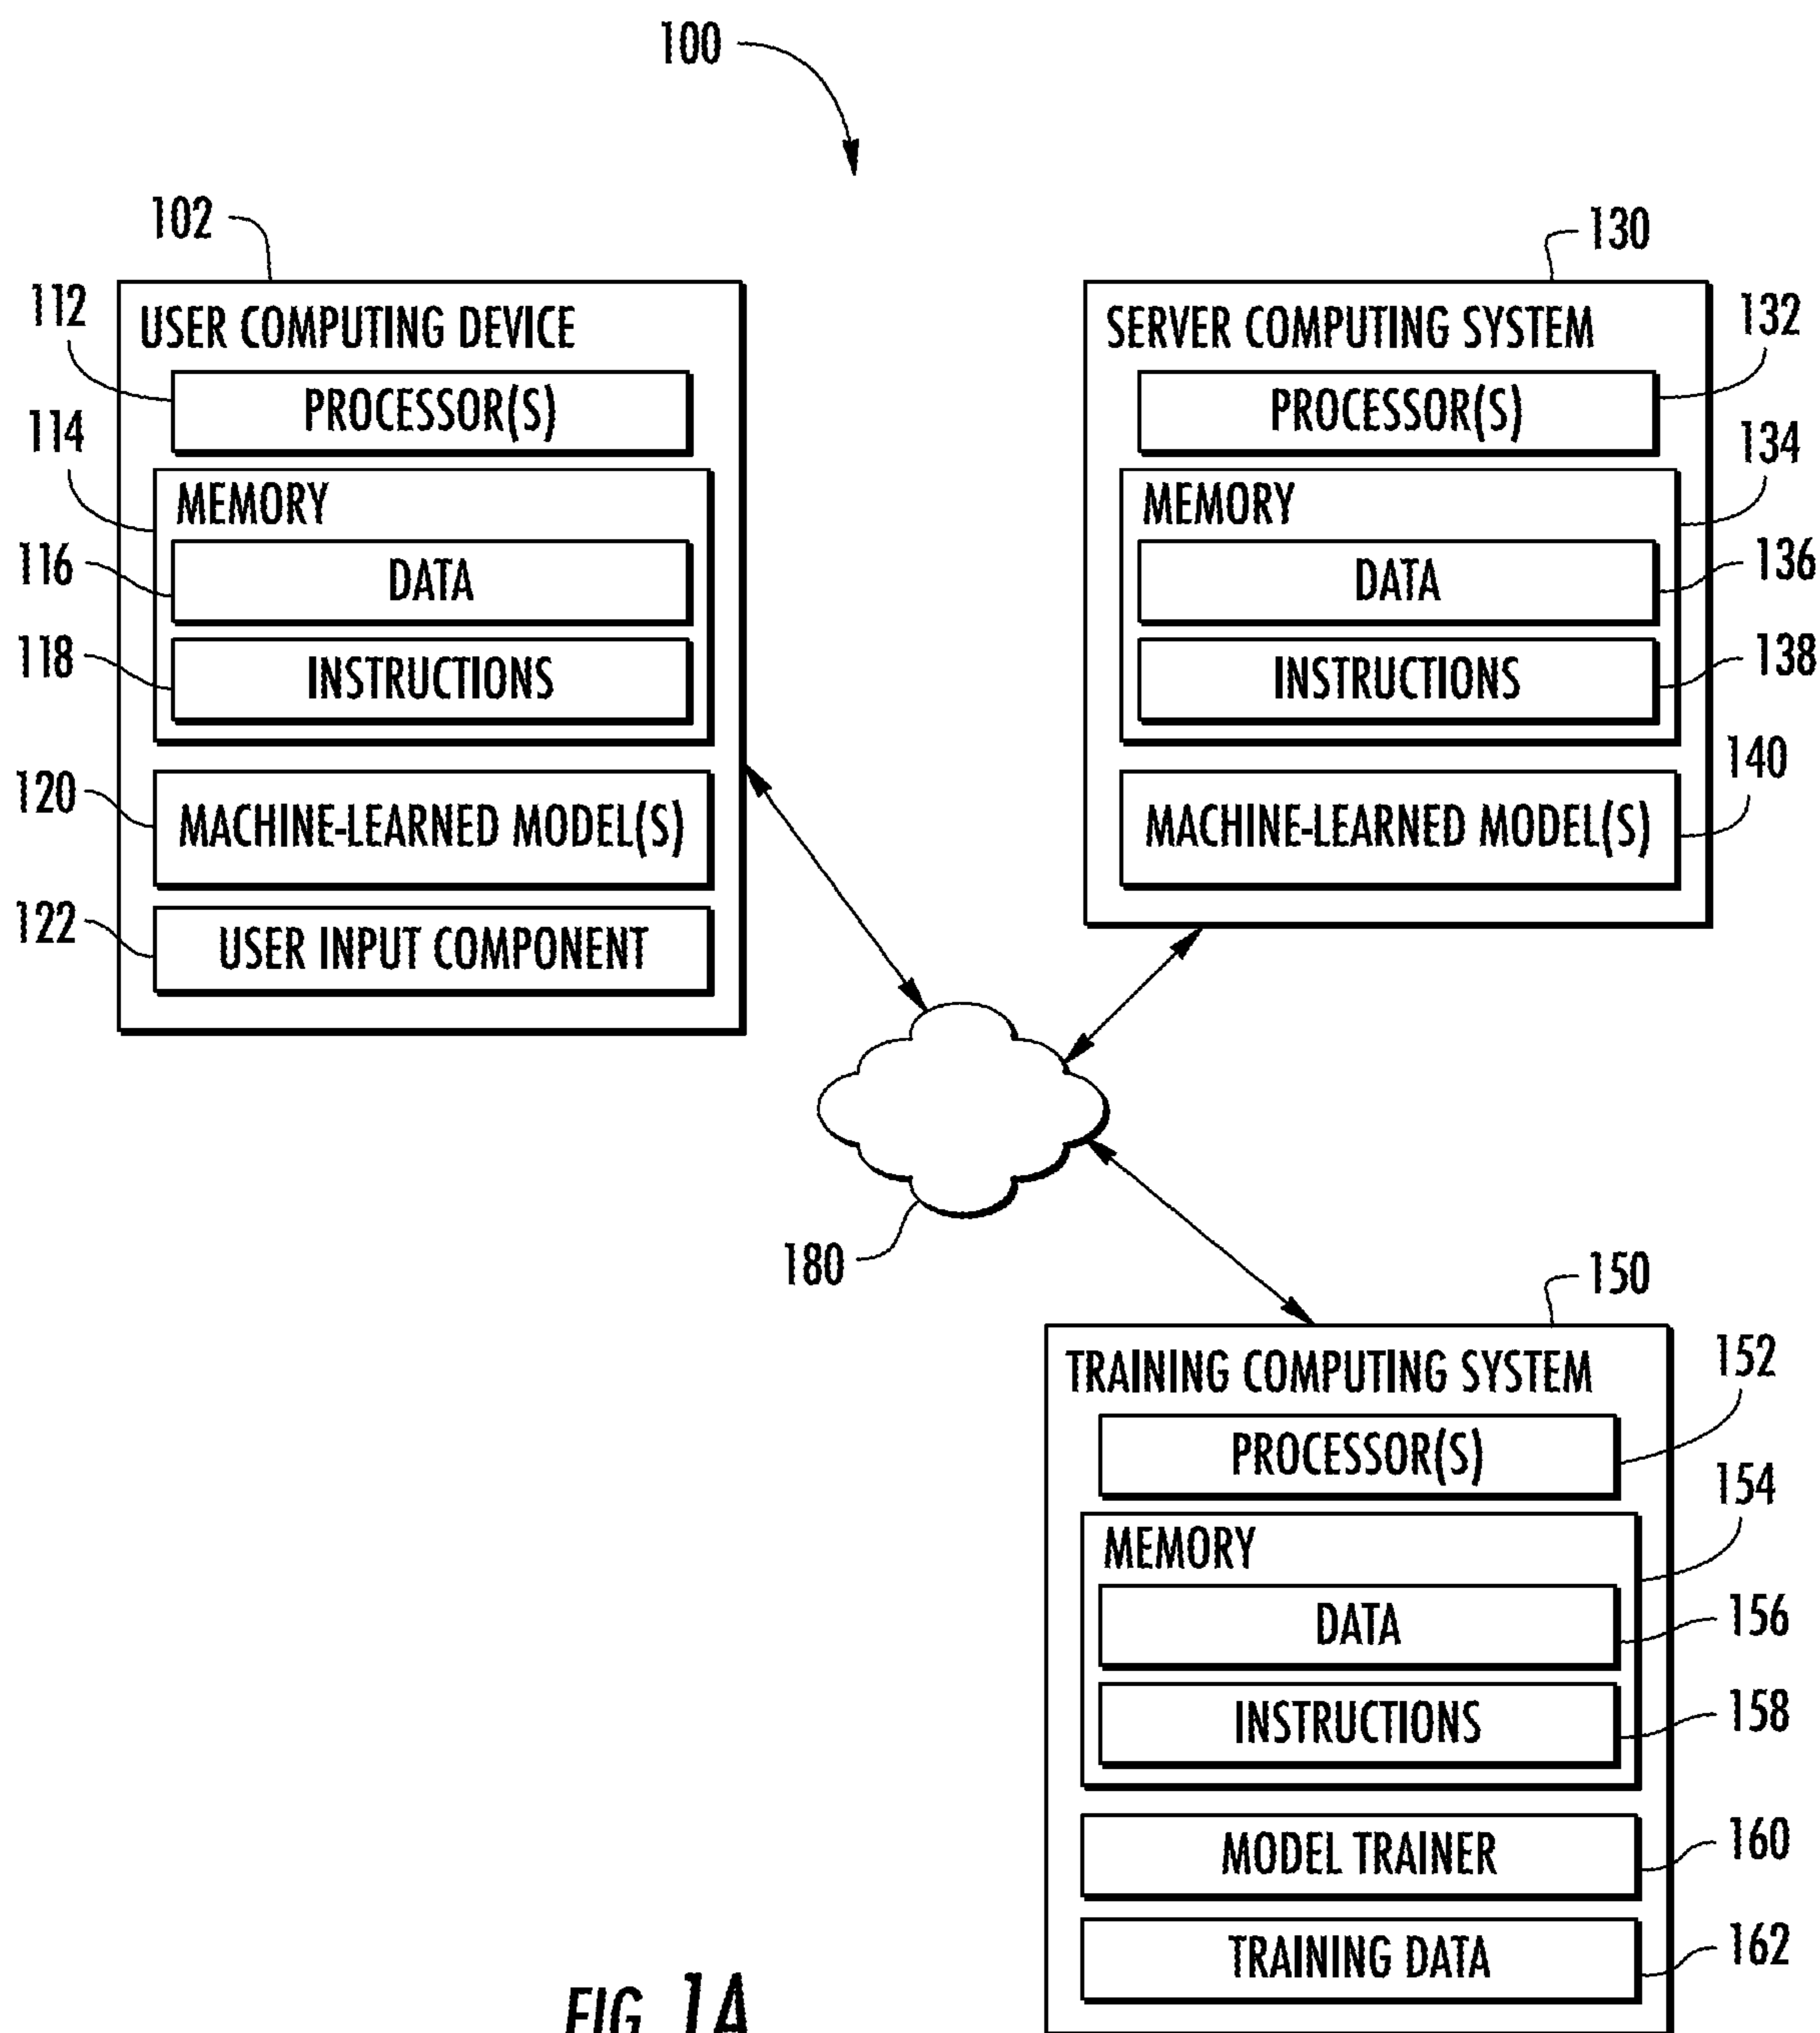 100
102
USER COMPUTING DEVICE
112
PROCESSOR(S)
114
MEMORY
116
DATA
118
INSTRUCTIONS
120
MACHINE-LEARNED MODEL(S)
122
USER INPUT COMPONENT
130
SERVER COMPUTING SYSTEM
132
PROCESSOR(S)
134
MEMORY
136
DATA
138
INSTRUCTIONS
140
MACHINE-LEARNED MODEL(S)
180
150
TRAINING COMPUTING SYSTEM
152
PROCESSOR(S)
154
MEMORY
156
DATA
158
INSTRUCTIONS
160
MODEL TRAINER
162
TRAINING DATA
FIG. 1A